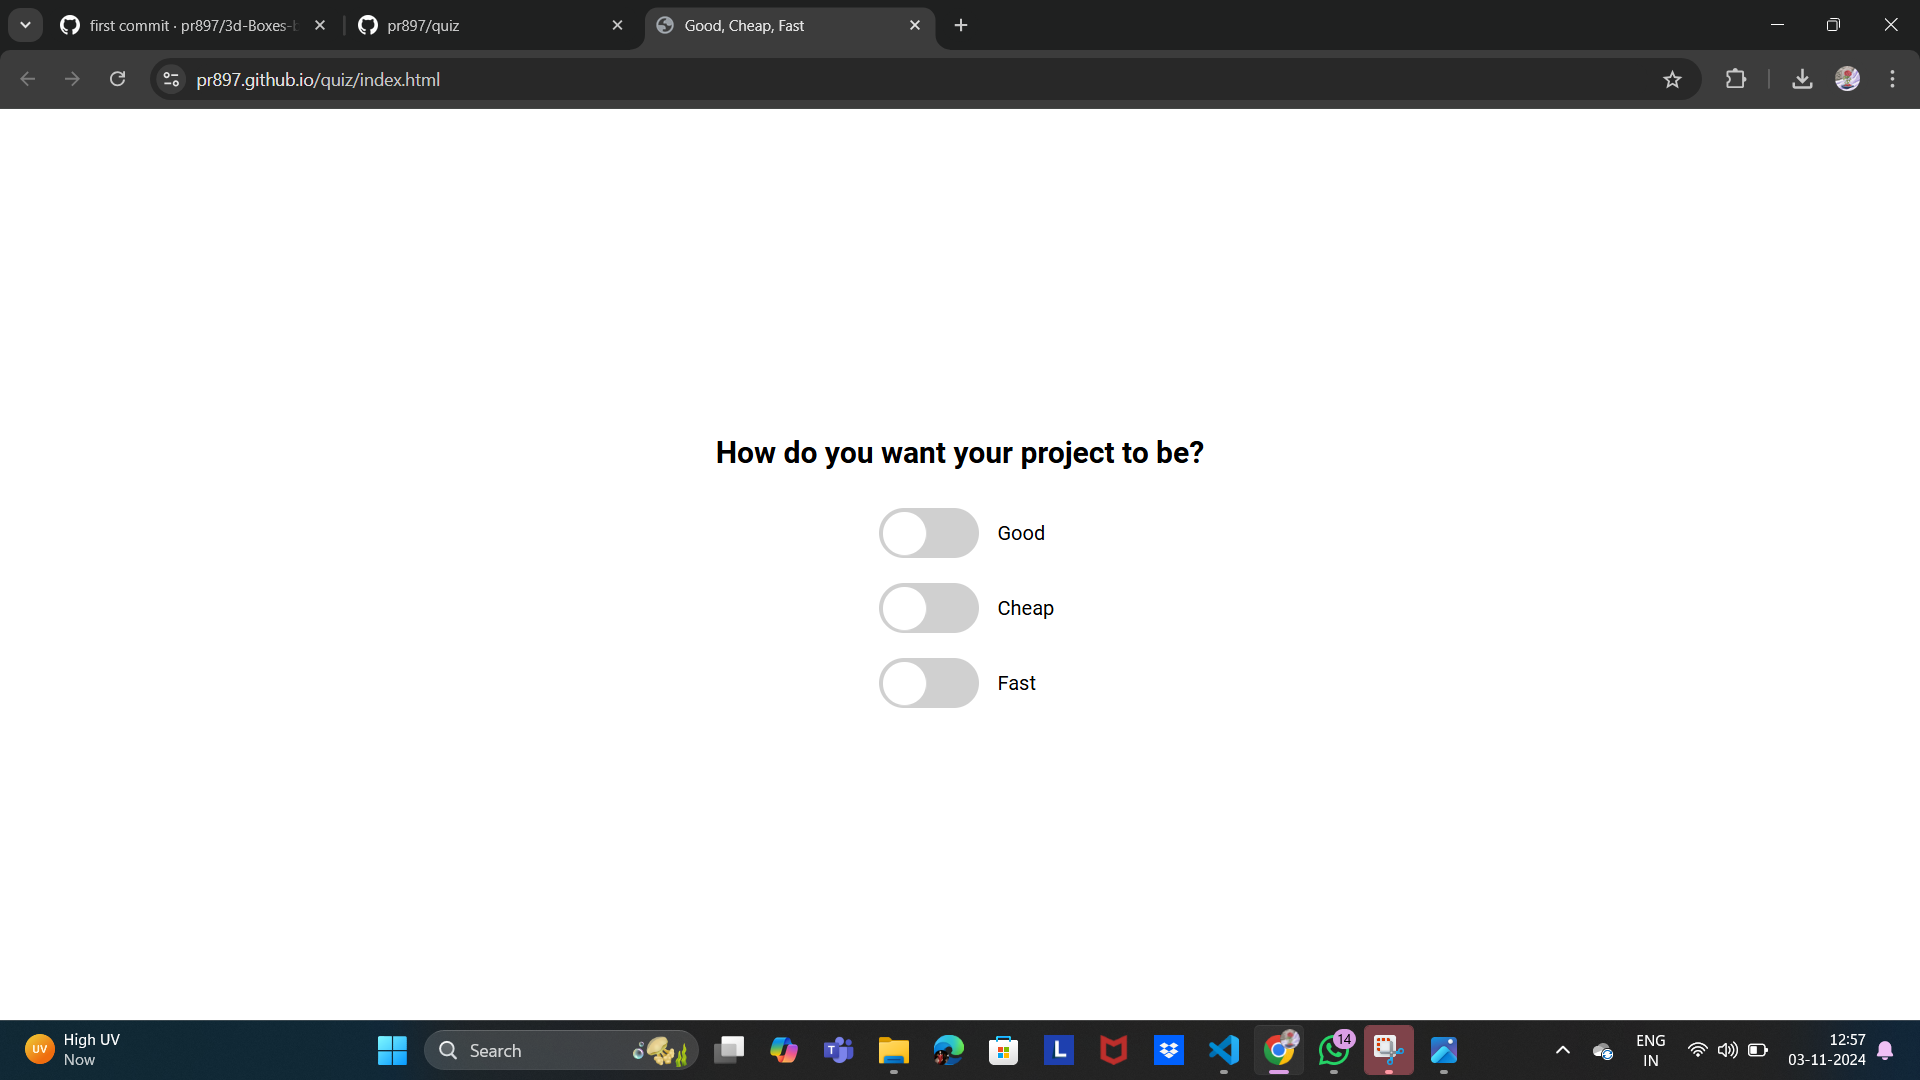 first commit · pr897/3d-Boxes-b
pr897/quiz
Good, Cheap, Fast
pr897.github.io/quiz/index.html
How do you want your project to be?
Good
Cheap
Fast
UV
High UV
Now
Search
T
L
14
ENG
IN
12:57
03-11-2024